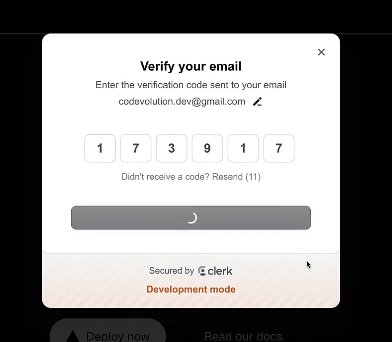 Verify your email
Enter the verification code sent to your email
codevolution.dev@gmail.com
1 7 3 9 1 7
Didn't receive a code? Resend (11)
Secured by clerk
Development mode
Deploy now
Read our docs